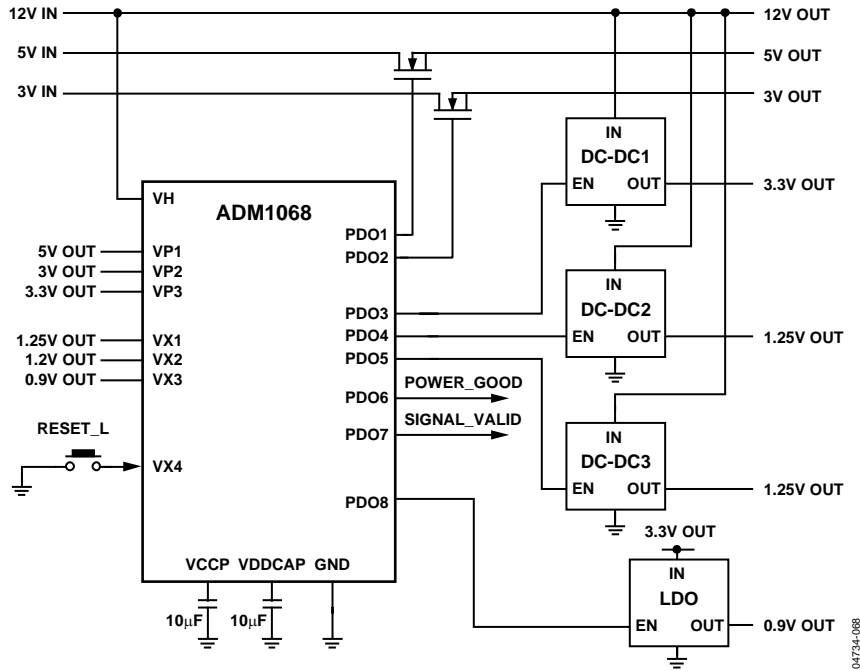 12V IN
12V OUT
5V IN
5V OUT
3V IN
3V OUT
IN
DC-DC1
EN OUT
3.3V OUT
ADM1068
VH
PDO1
PDO2
5V OUT
VP1
3V OUT
VP2
3.3V OUT
VP3
IN
DC-DC2
EN OUT
1.25V OUT
PDO3
PDO4
PDO5
1.25V OUT
VX1
1.2V OUT
VX2
0.9V OUT
VX3
PDO6
POWER_GOOD
PDO7
SIGNAL_VALID
RESET_L
VX4
IN
DC-DC3
EN OUT
1.25V OUT
PDO8
VCCP VDDCAP GND
10μF
10μF
3.3V OUT
IN
LDO
EN OUT
0.9V OUT
04734-068